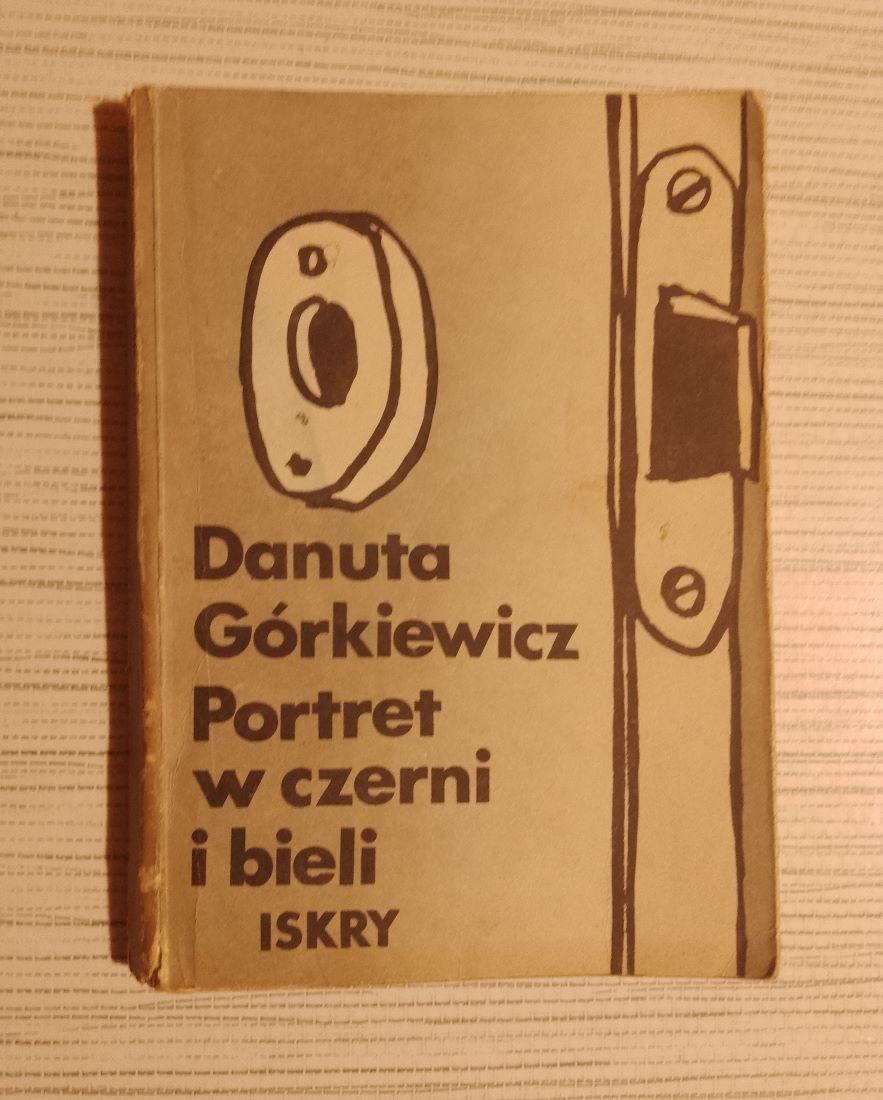 Danuta
Górkiewicz
Portret
w czerni
i bieli
ISKRY